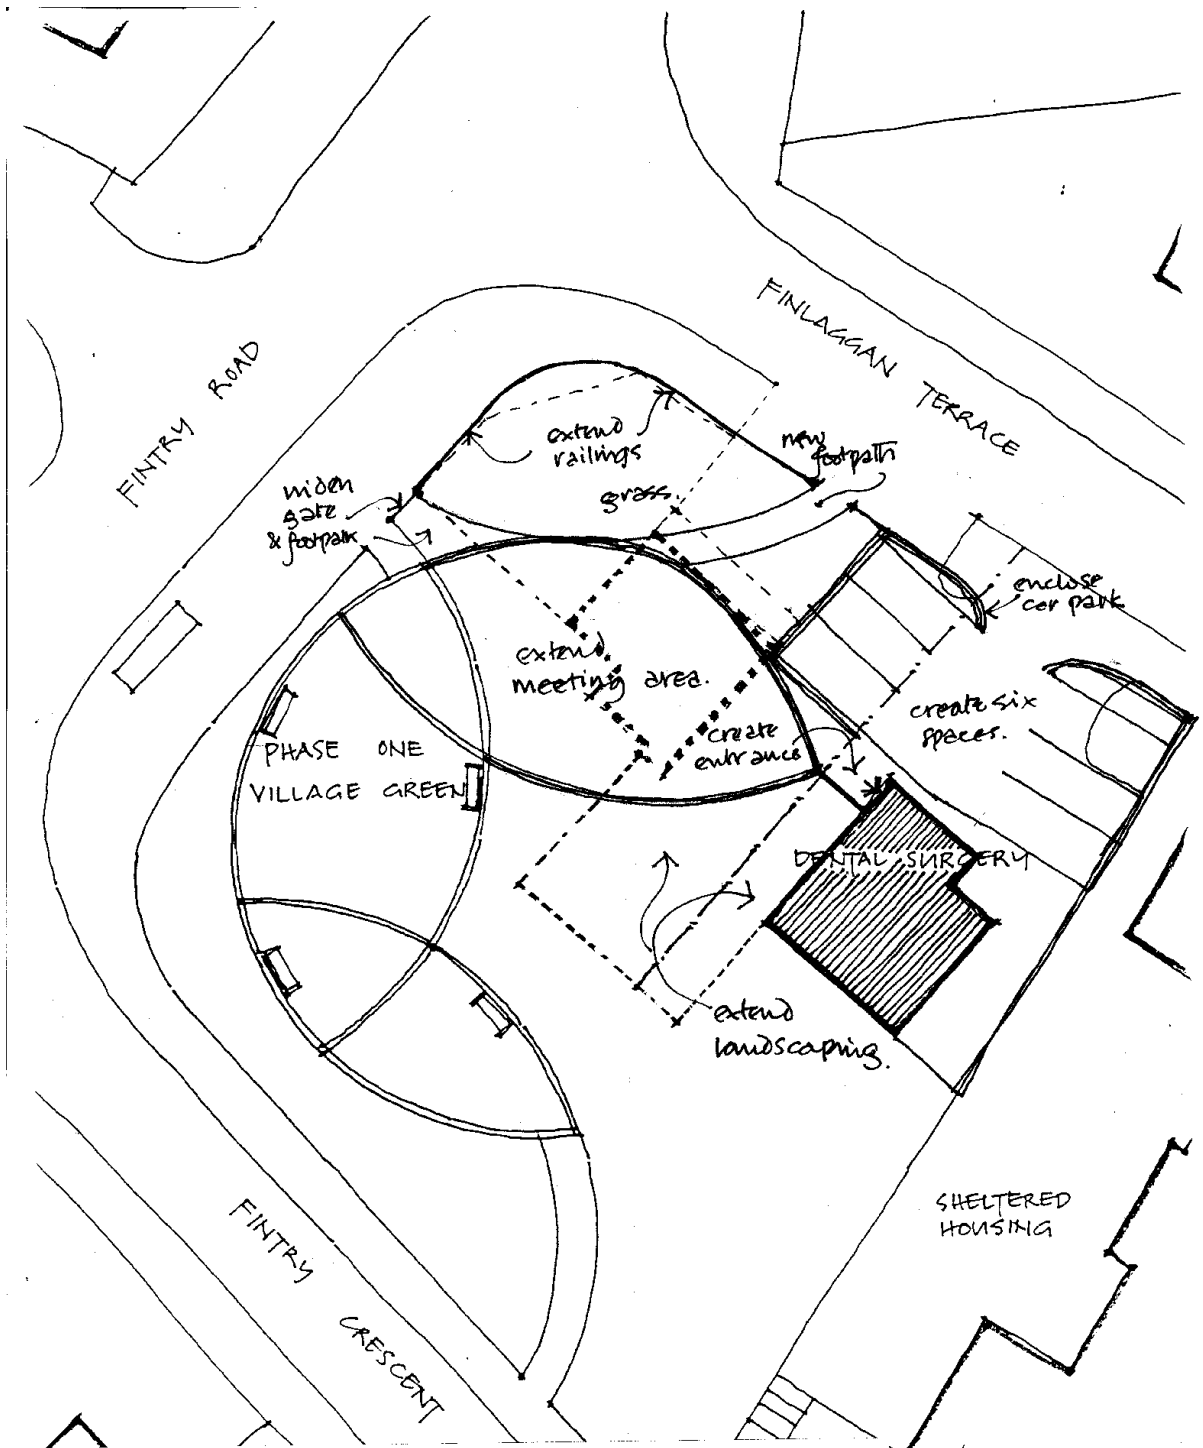 FINLAGGAN TERRACE
FINTRY ROAD
extend
railings
new
footpath
grass.
widen
gate
& footpath
enclose
car park
extend
meeting area.
create six
spaces.
create
entrance
PHASE ONE
VILLAGE GREEN
DENTAL SURGERY
extend
landscaping.
SHELTERED
HOUSING
FINTRY CRESCENT